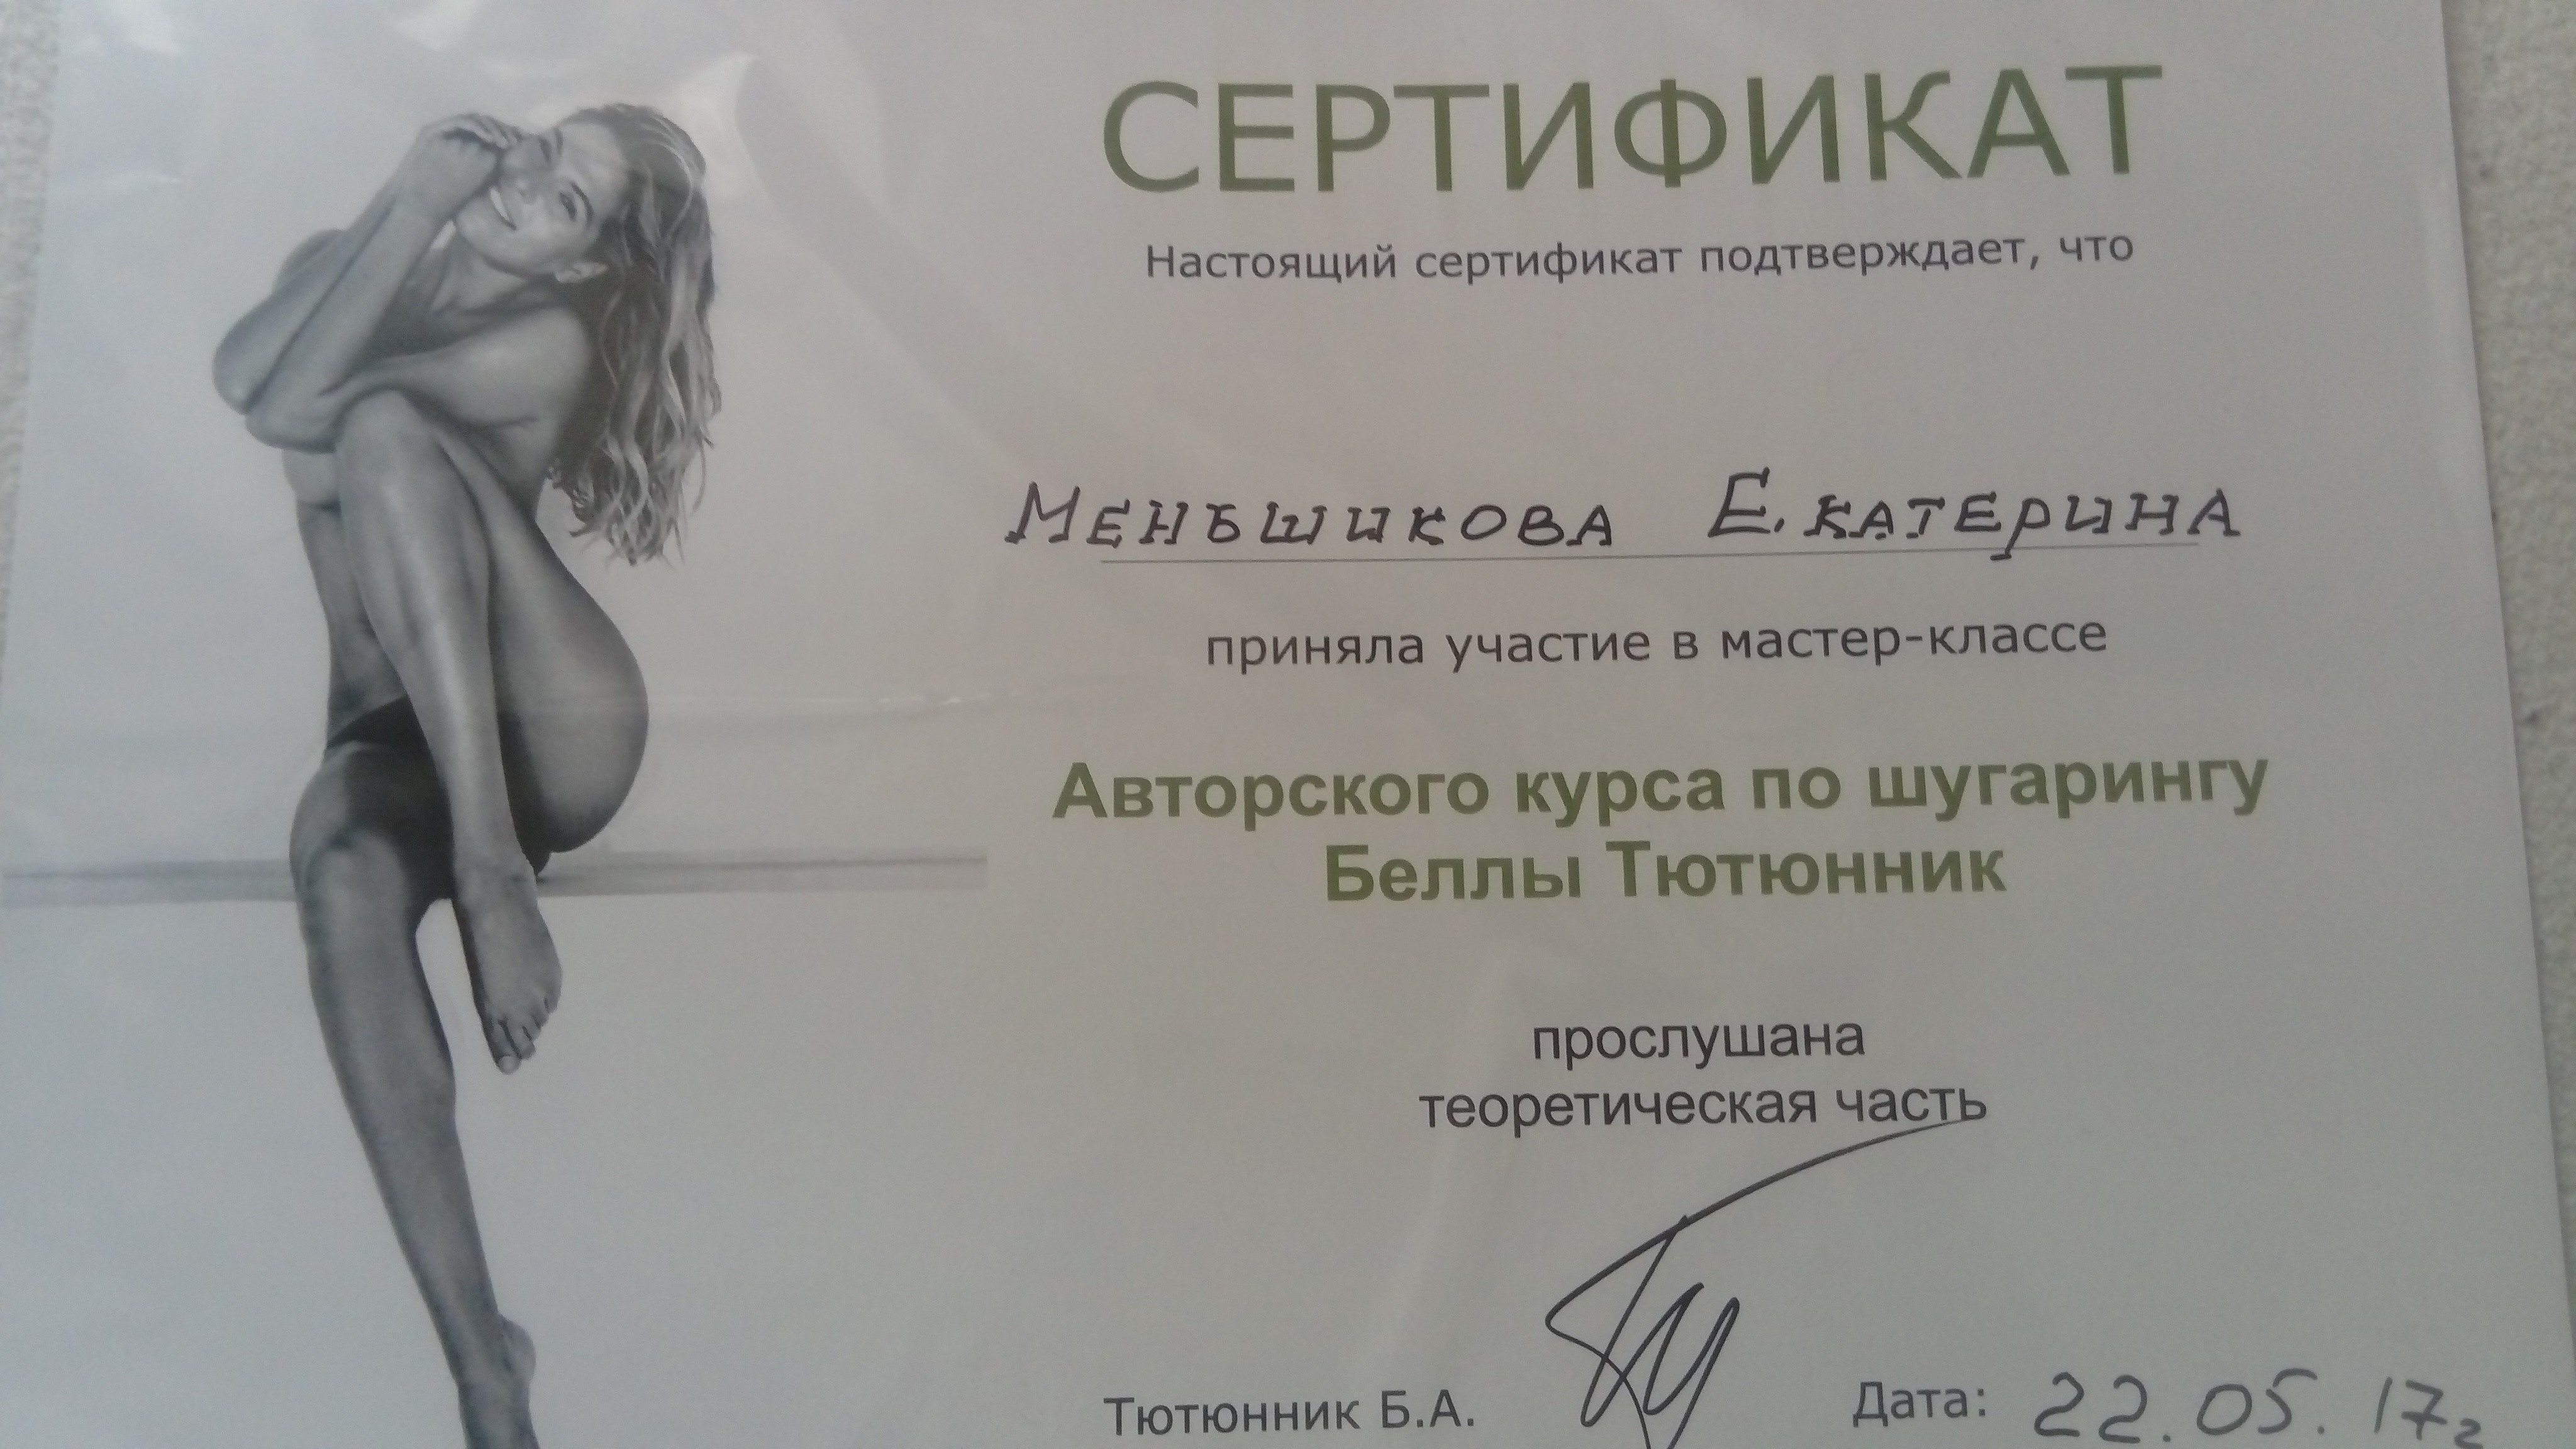 СЕРТИФИКАТ
Настоящий сертификат подтверждает, что
Меньшикова Е.катерина
приняла участие в мастер-классе
Авторского курса по шугарингу
Беллы Тютюнник
прослушана
теоретическая часть
Тютюнник Б.А. Дата: 22.05.17г